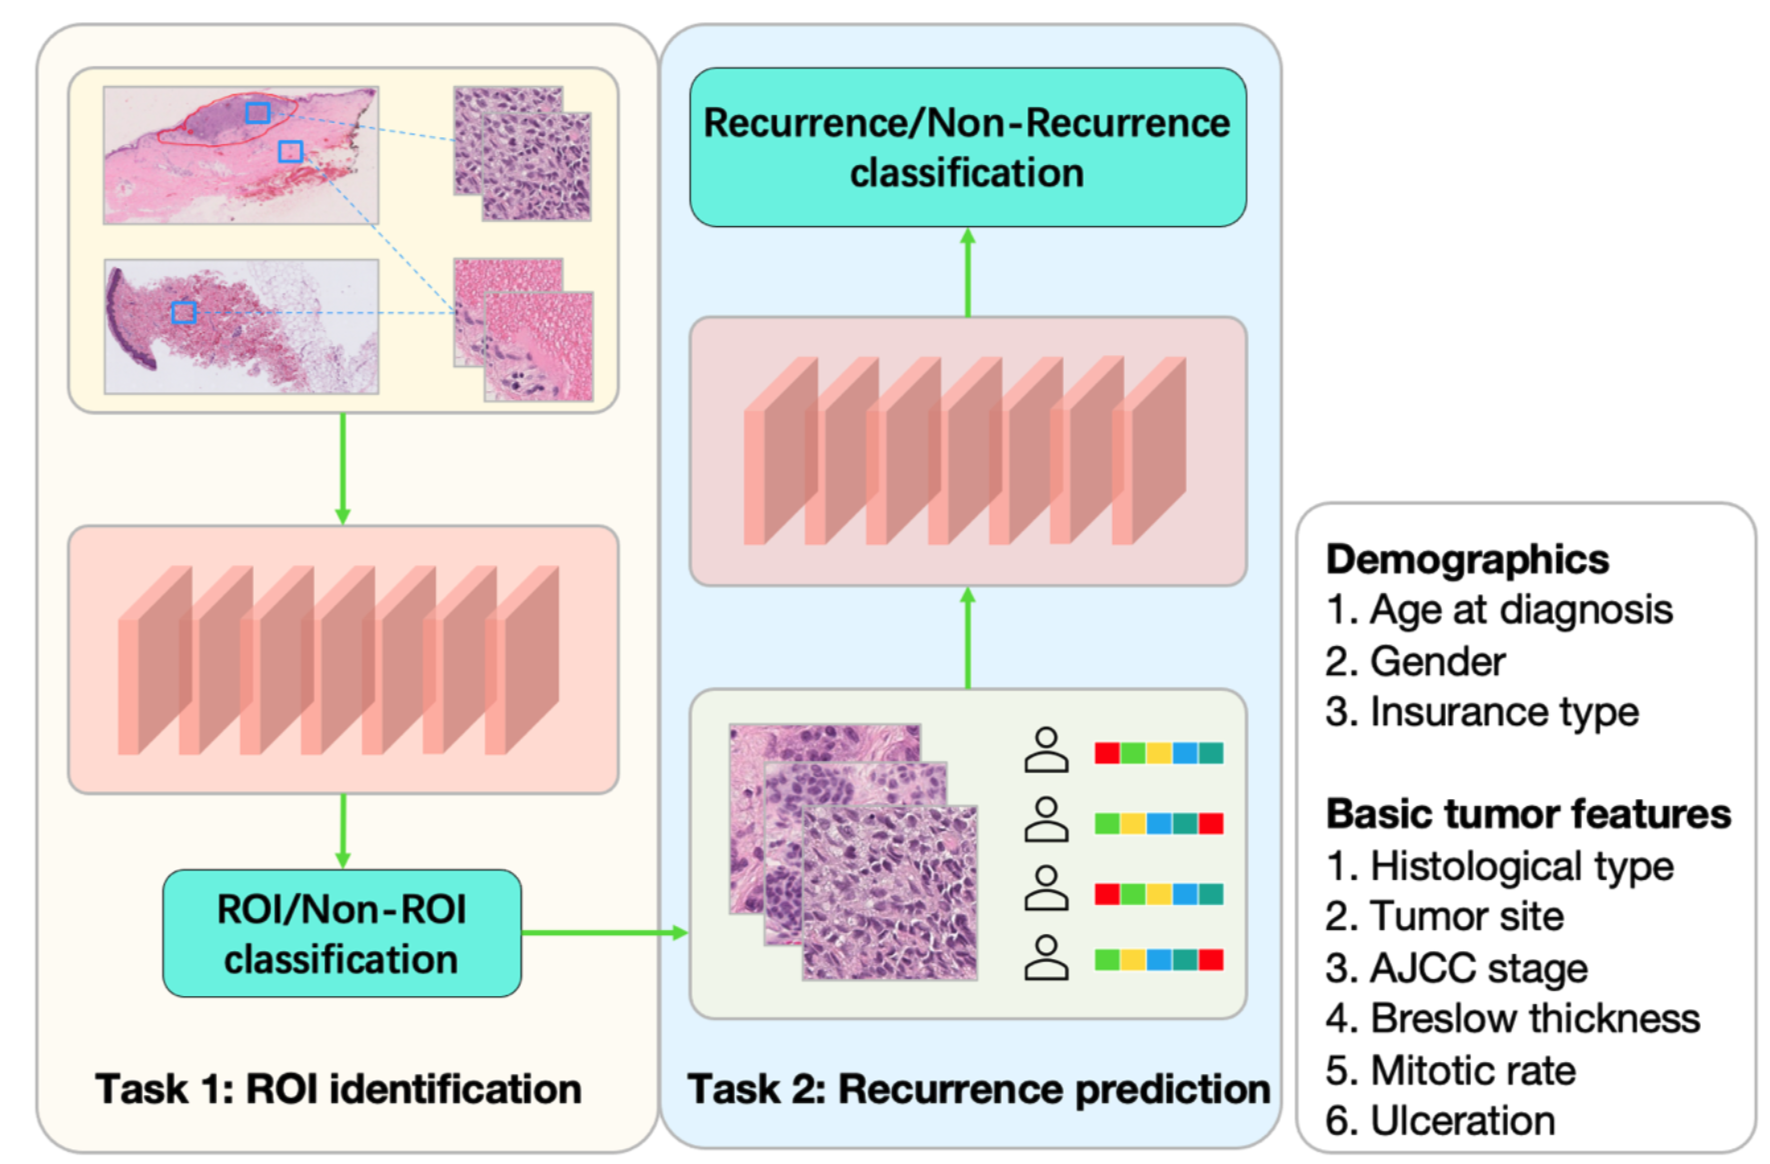 ROI/Non-ROI
classification
Task 1: ROI identification
Recurrence/Non-Recurrence
classification
Task 2: Recurrence prediction
Demographics
1. Age at diagnosis
2. Gender
3. Insurance type
Basic tumor features
1. Histological type
2. Tumor site
3. AJCC stage
4. Breslow thickness
5. Mitotic rate
6. Ulceration